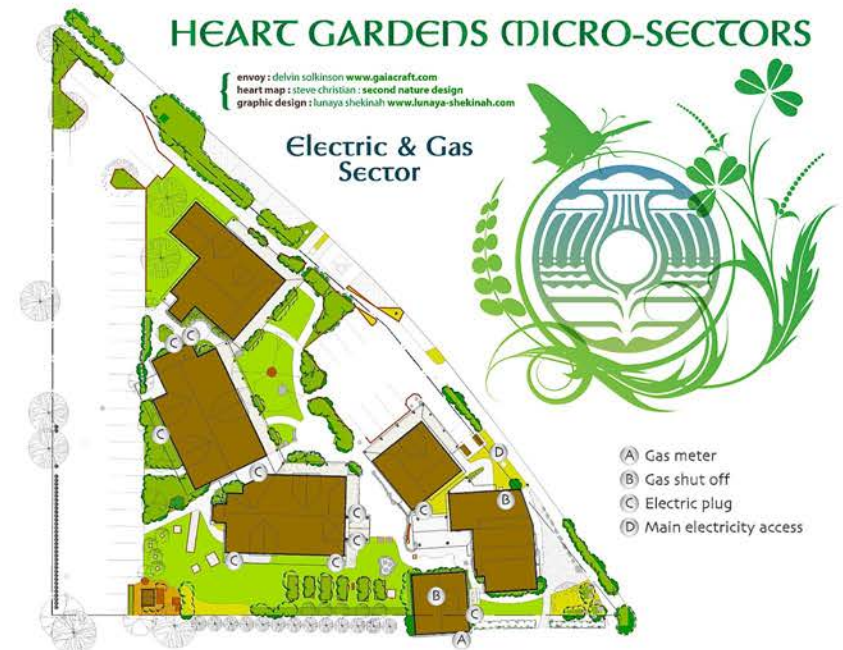 HEART GARDENS MICRO-SECTORS
envoy : delvin solkinson www.gaiacraft.com
heart map : steve christian : second nature design
graphic design : lunaya shekinah www.lunaya-shekinah.com
Electric & Gas
Sector
C C
C
C
C
C
C
C
C
D
B
C
B
C
A
A Gas meter
B Gas shut off
C Electric plug
D Main electricity access